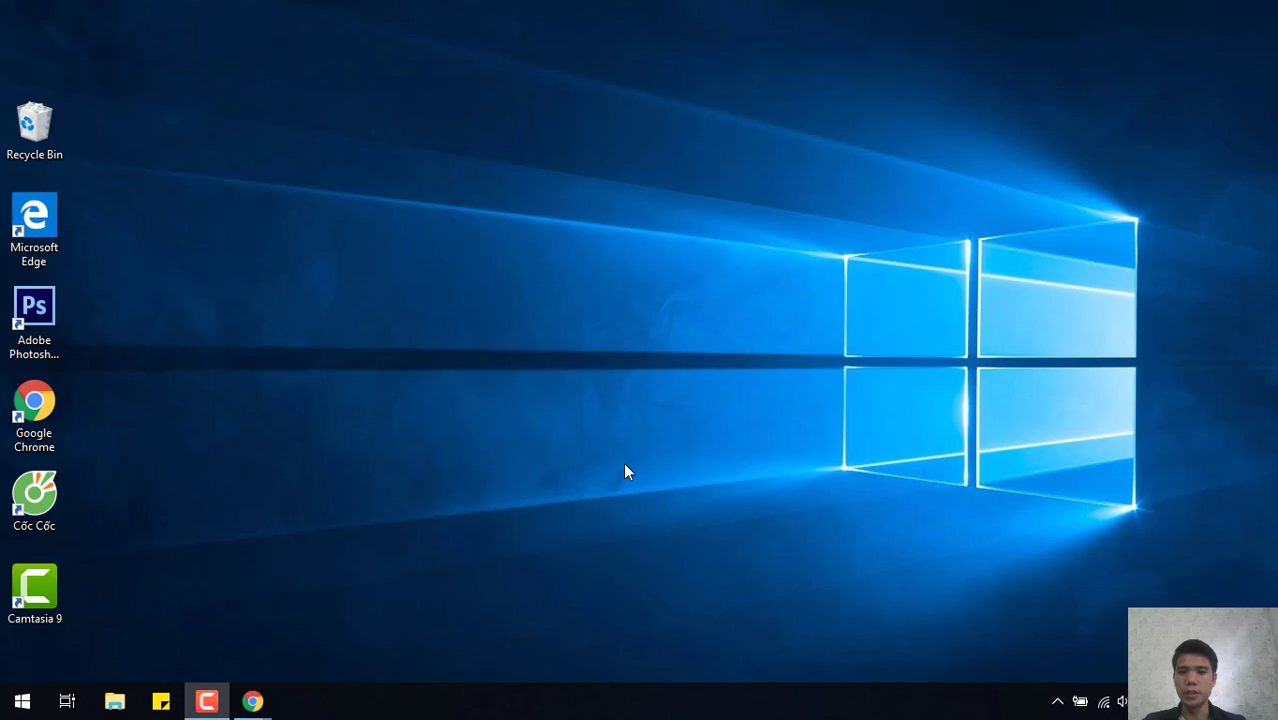 Recycle Bin
Microsoft
Edge
Ps
Adobe
Photosh...
Google
Chrome
Cốc Cốc
Camtasia 9